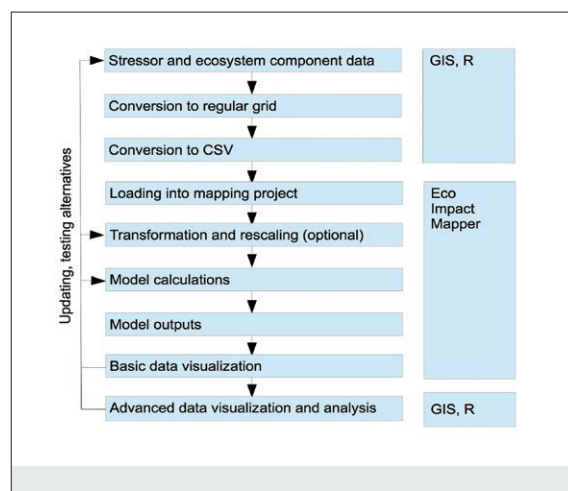 Stressor and ecosystem component data
GIS, R
Conversion to regular grid
Conversion to CSV
Loading into mapping project
Eco
Impact
Mapper
Transformation and rescaling (optional)
Model calculations
Model outputs
Basic data visualization
Advanced data visualization and analysis
GIS, R
Updating, testing alternatives